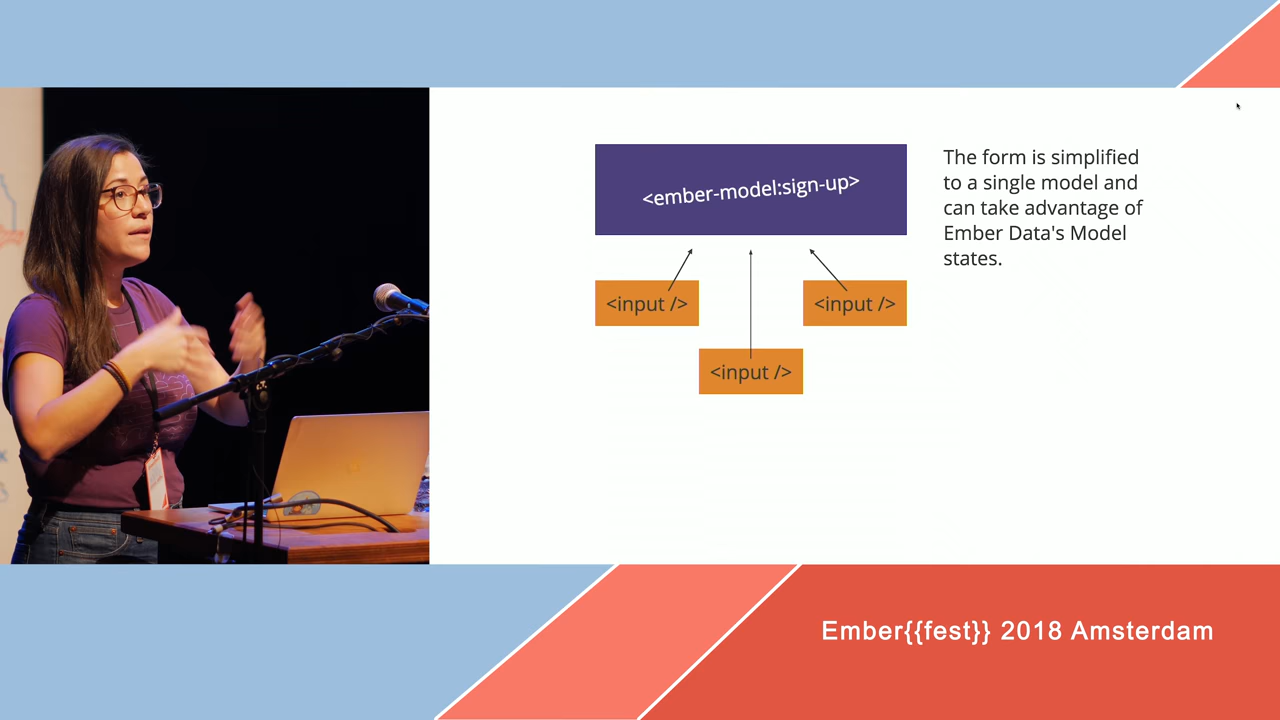 <ember-model:sign-up>
<input />
<input />
<input />
The form is simplified
to a single model and
can take advantage of
Ember Data's Model
states.
Ember{{fest}} 2018 Amsterdam